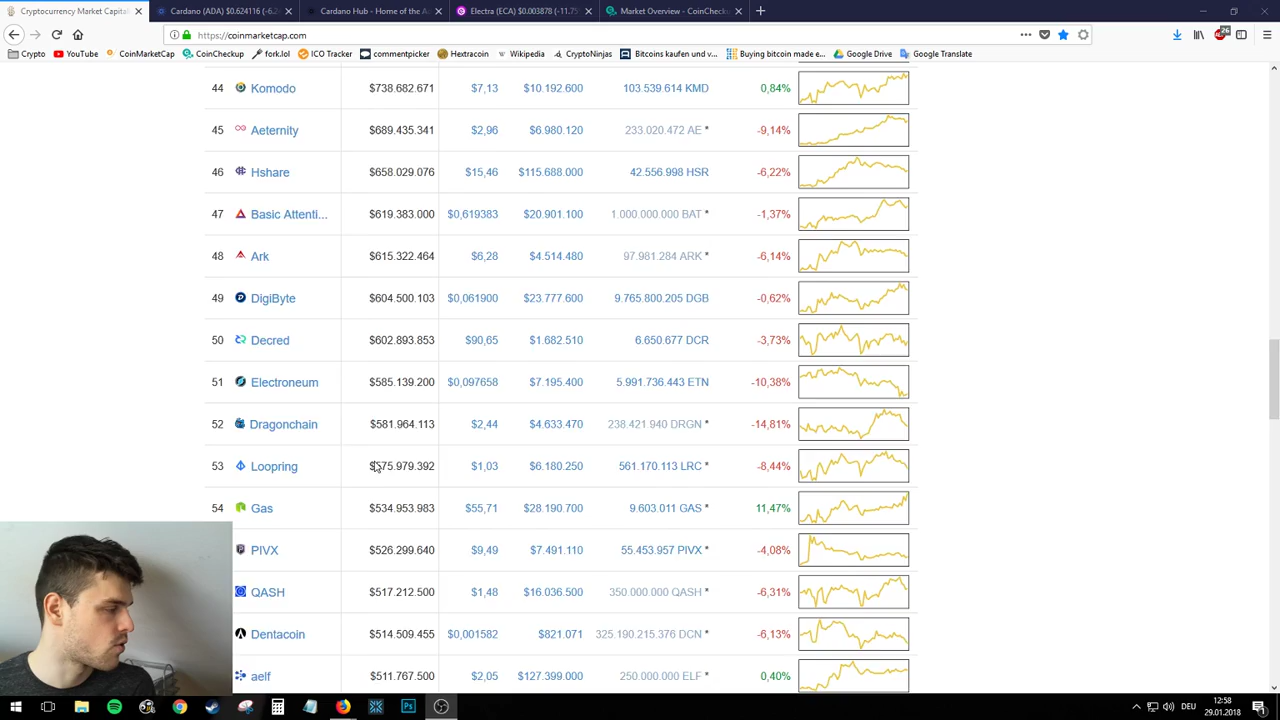 Cryptocurrency Market Capital
Cardano (ADA) $0.624116 (-6.2
Cardano Hub - Home of the Ad
Electra (ECA) $0.003870 (-11.75
Market Overview - CoinCheck
https://coinmarketcap.com
26
Crypto
YouTube
CoinMarketCap
CoinCheckup
fork.lol
ICO Tracker
commentpicker
Hextracoin
Wikipedia
CryptoNinjas
Bitcoins kaufen und v...
Buying bitcoin made e...
Google Drive
Google Translate
44 Komodo $738.682.671 $7,13 $10.192.600 103.539.614 KMD 0,84%
45 Aeternity $689.435.341 $2,96 $6.980.120 233.020.472 AE * -9,14%
46 Hshare $658.029.076 $15,46 $115.688.000 42.556.998 HSR -6,22%
47 Basic Attenti... $619.383.000 $0,619383 $20.901.100 1.000.000.000 BAT * -1,37%
48 Ark $615.322.464 $6,28 $4.514.480 97.981.284 ARK * -6,14%
49 DigiByte $604.500.103 $0,061900 $23.777.600 9.765.800.205 DGB -0,62%
50 Decred $602.893.853 $90,65 $1.682.510 6.650.677 DCR -3,73%
51 Electroneum $585.139.200 $0,097658 $7.195.400 5.991.736.443 ETN -10,38%
52 Dragonchain $581.964.113 $2,44 $4.633.470 238.421.940 DRGN * -14,81%
53 Loopring $575.979.392 $1,03 $6.180.250 561.170.113 LRC * -8,44%
54 Gas $534.953.983 $55,71 $28.190.700 9.603.011 GAS * 11,47%
PIVX $526.299.640 $9,49 $7.491.110 55.453.957 PIVX * -4,08%
QASH $517.212.500 $1,48 $16.036.500 350.000.000 QASH * -6,31%
Dentacoin $514.509.455 $0,001582 $821.071 325.190.215.376 DCN * -6,13%
aelf $511.767.500 $2,05 $127.399.000 250.000.000 ELF * 0,40%
DEU
12:58
29.01.2018
1